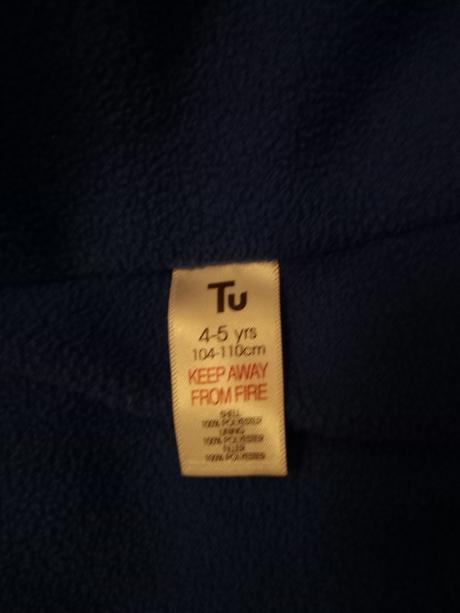 Tu
4-5 yrs
104-110cm
KEEP AWAY
FROM FIRE
SHELL
100% POLYESTER
LINING
100% POLYESTER
FILLER
100% POLYESTER